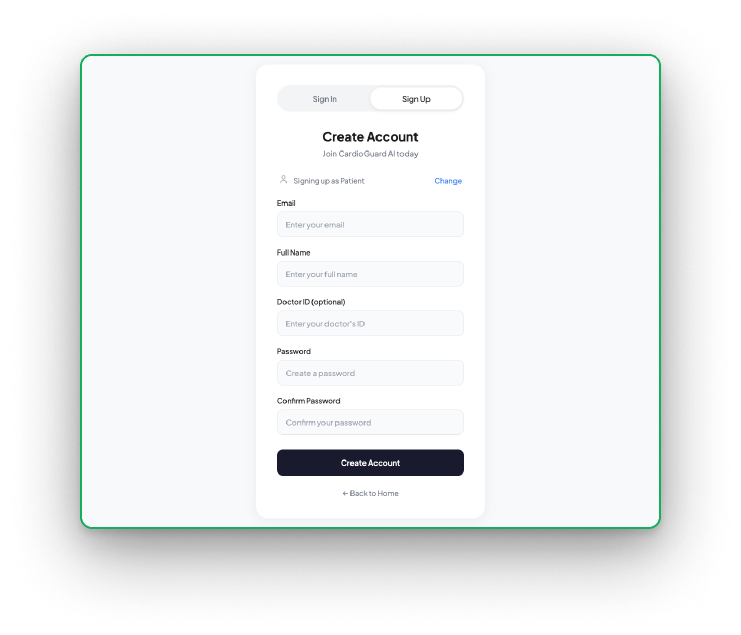 Sign In
Sign Up
Create Account
Join CardioGuard AI today
Signing up as Patient
Change
Email
Enter your email
Full Name
Enter your full name
Doctor ID (optional)
Enter your doctor's ID
Password
Create a password
Confirm Password
Confirm your password
Create Account
← Back to Home